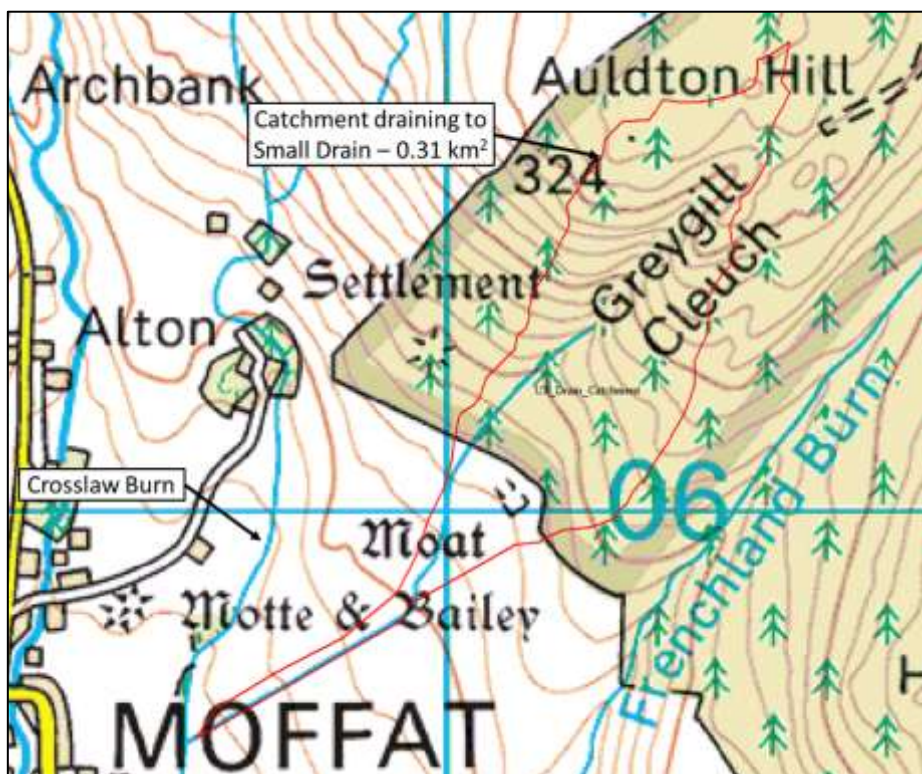 Archbank
Auldton Hill
Catchment draining to
Small Drain – 0.31 km²
324
Greygill
Cleuch
Settlement
Alton
Crosslaw Burn
06
Frenchland Burn
Moat
Motte & Bailey
MOFFAT
H